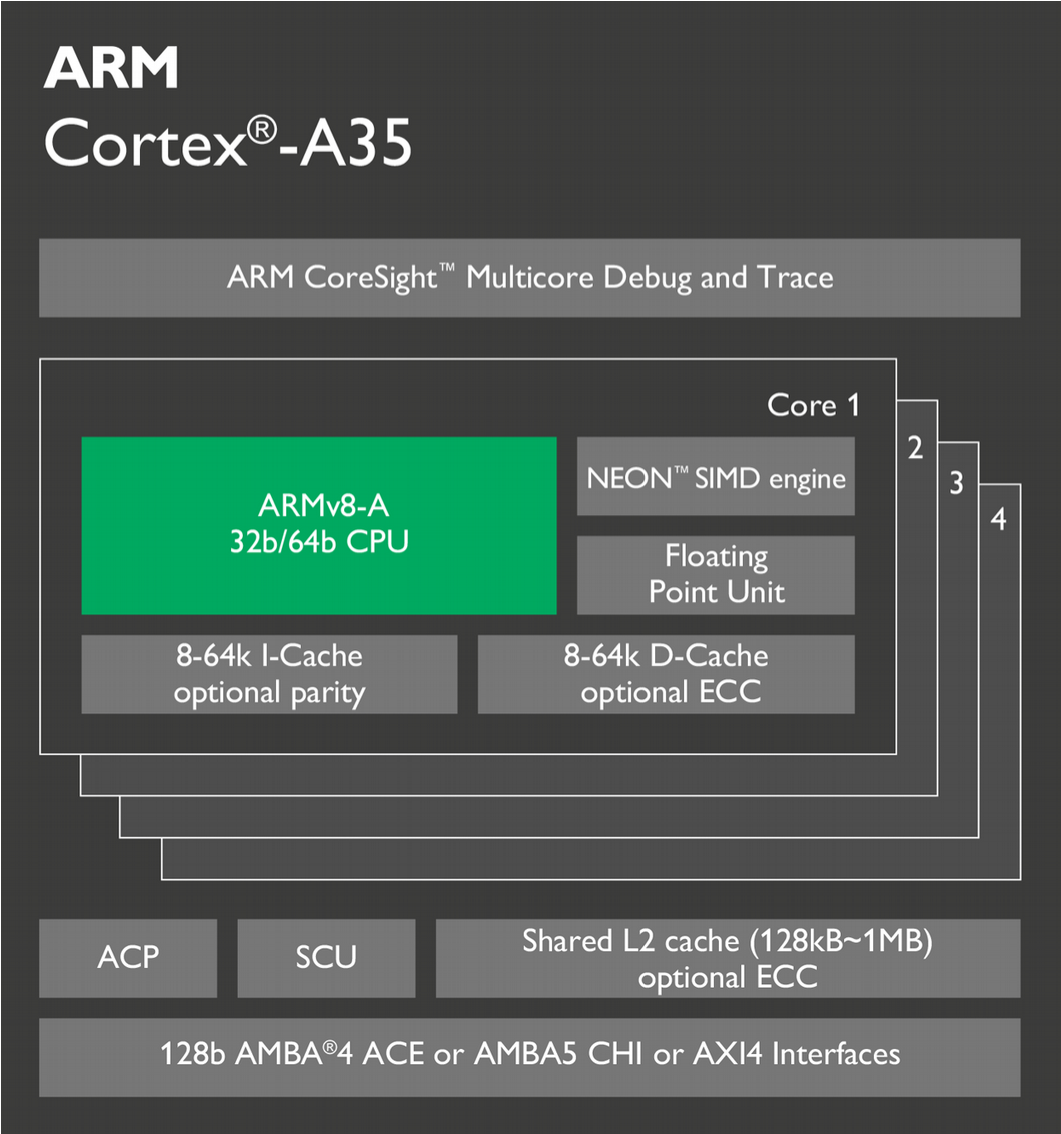 ARM
Cortex®-A35
ARM CoreSight™ Multicore Debug and Trace
Core 1
2
3
4
ARMv8-A
32b/64b CPU
NEON™ SIMD engine
Floating
Point Unit
8-64k I-Cache
optional parity
8-64k D-Cache
optional ECC
ACP
SCU
Shared L2 cache (128kB~1MB)
optional ECC
128b AMBA®4 ACE or AMBA5 CHI or AXI4 Interfaces